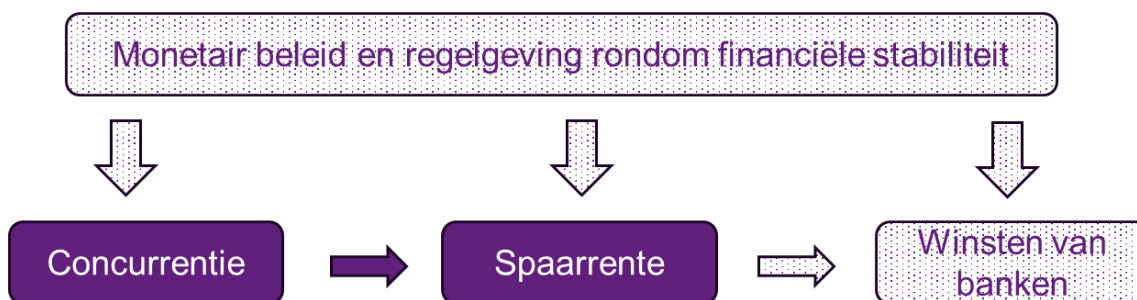 Monetair beleid en regelgeving rondom financiële stabiliteit
Concurrentie
Spaarrente
Winsten van
banken